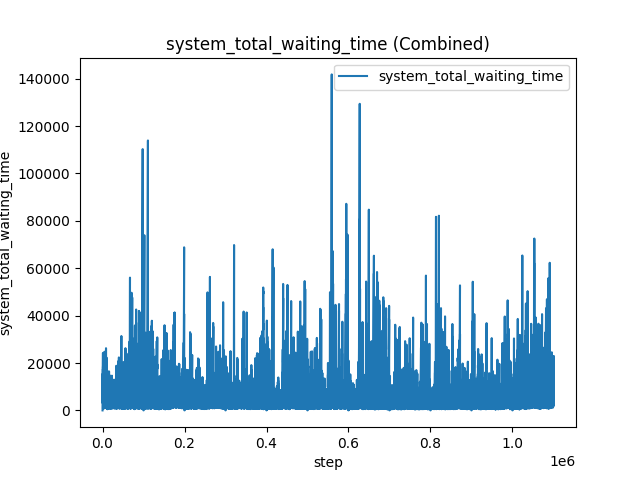 system_total_waiting_time (Combined)
system_total_waiting_time
system_total_waiting_time
140000
120000
100000
80000
60000
40000
20000
0
0.0 0.2 0.4 0.6 0.8 1.0
1e6
step